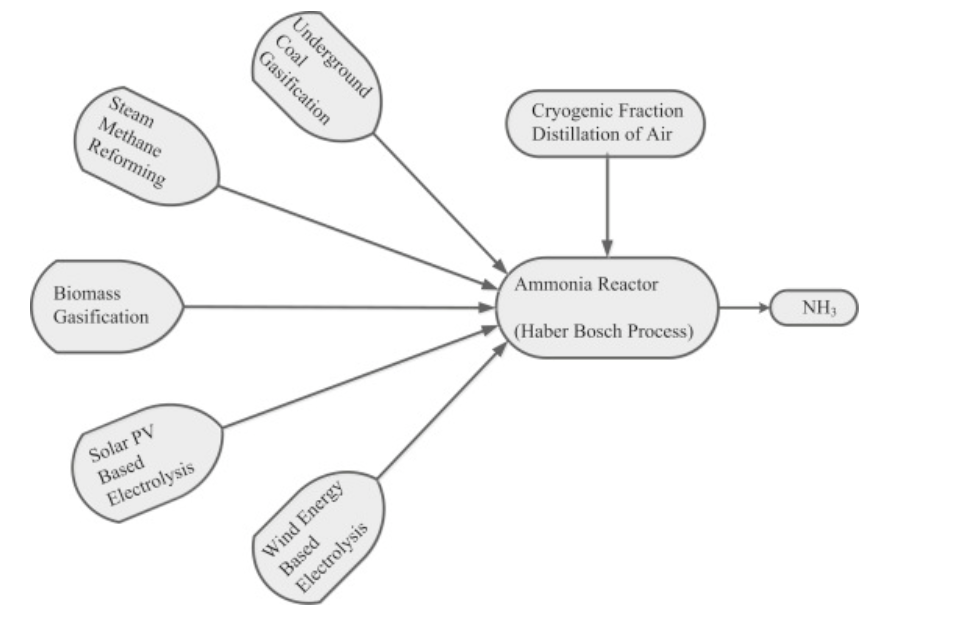 Underground
Coal
Gasification
Steam
Methane
Reforming
Cryogenic Fraction
Distillation of Air
Biomass
Gasification
Ammonia Reactor
(Haber Bosch Process)
NH₃
Solar PV
Based
Electrolysis
Wind Energy
Based
Electrolysis